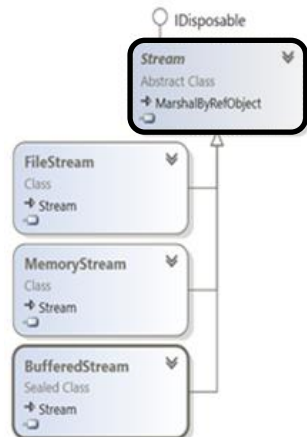 IDisposable
Stream
Abstract Class
MarshalByRefObject
FileStream
Class
Stream
MemoryStream
Class
Stream
BufferedStream
Sealed Class
Stream